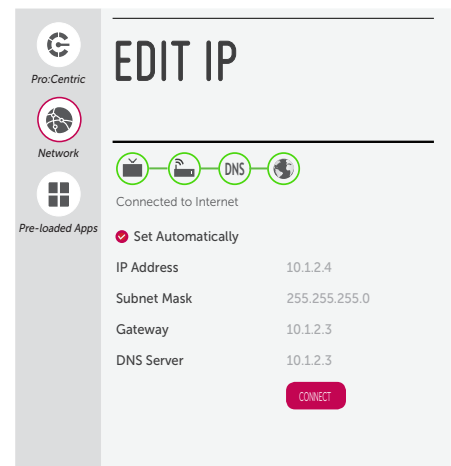 Pro:Centric
Network
Pre-loaded Apps
EDIT IP
DNS
Connected to Internet
Set Automatically
IP Address 10.1.2.4
Subnet Mask 255.255.255.0
Gateway 10.1.2.3
DNS Server 10.1.2.3
CONNECT